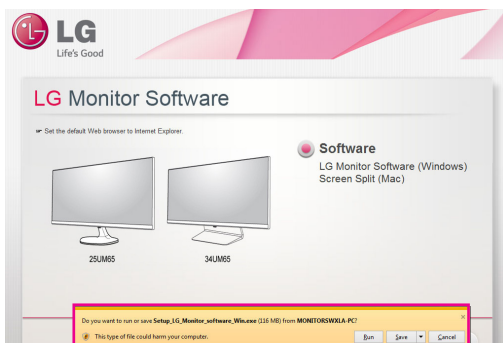 LG
Life's Good
LG Monitor Software
☞ Set the default Web browser to Internet Explorer.
Software
LG Monitor Software (Windows)
Screen Split (Mac)
25UM65
34UM65
Do you want to run or save Setup_LG_Monitor_software_Win.exe (116 MB) from MONITORSWXLA-PC?
×
This type of file could harm your computer.
Run Save Cancel